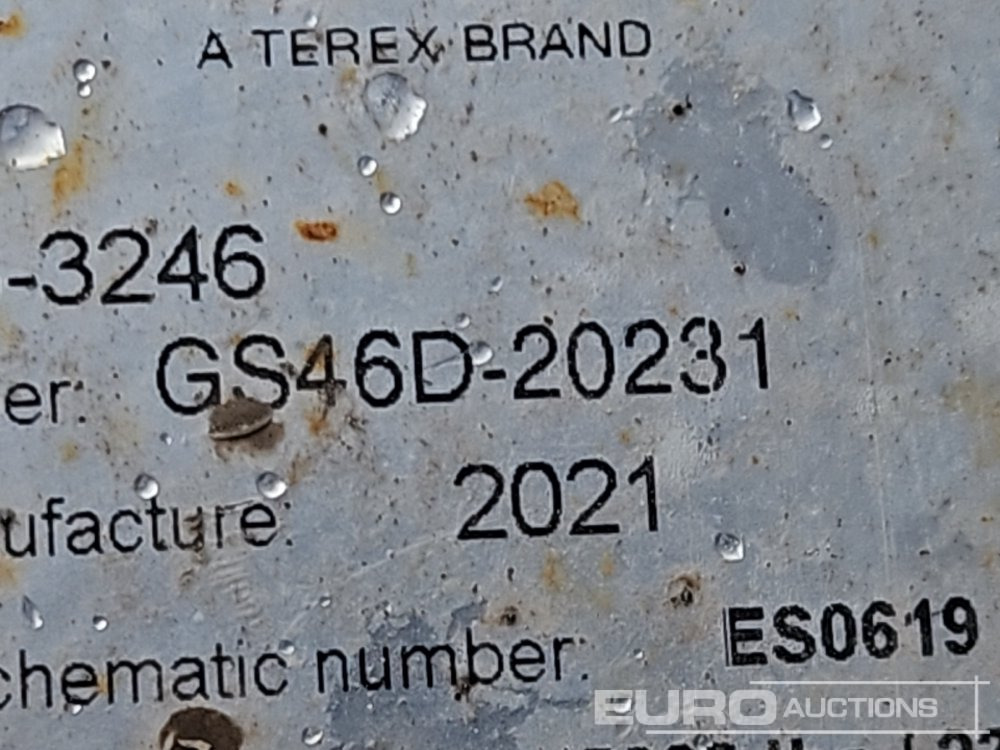 A TEREX BRAND
-3246
er: GS46D-20231
ufacture: 2021
chematic number: ES0619
EURO AUCTIONS